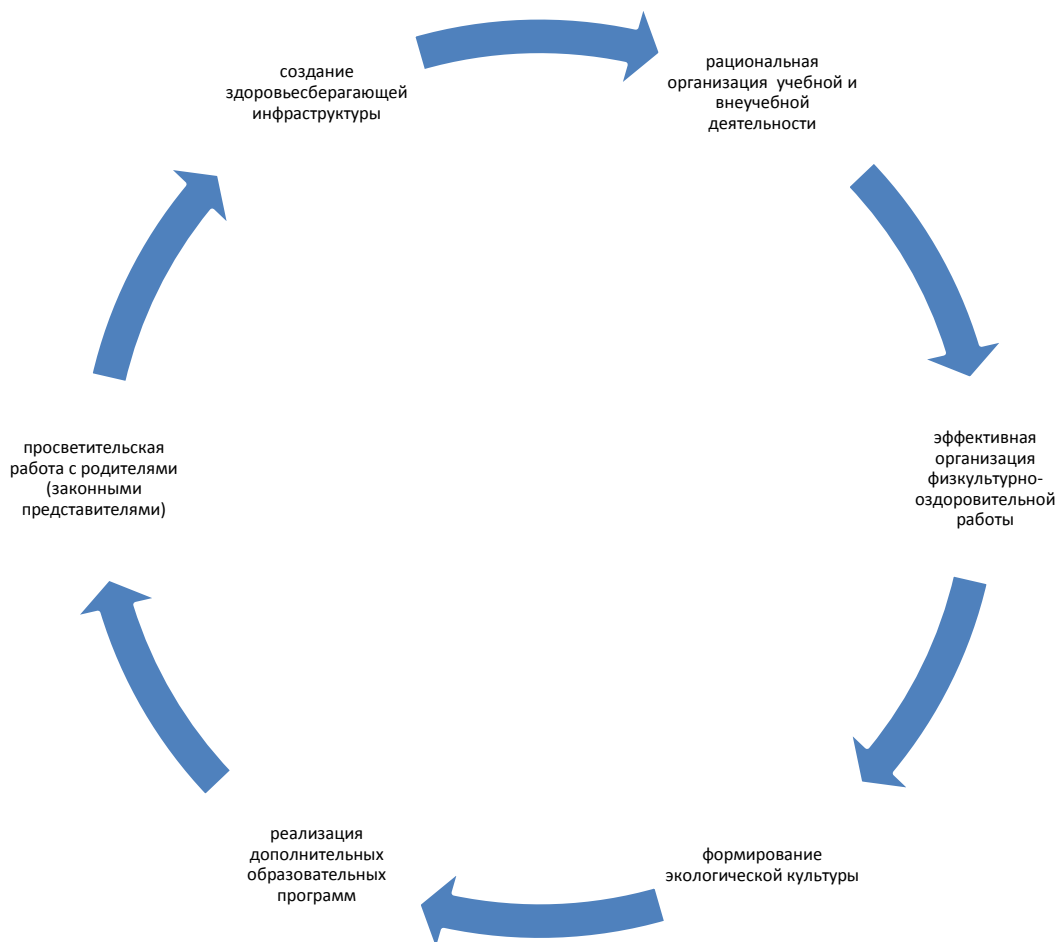 создание
здоровьесберагающей
инфраструктуры
рациональная
организация учебной и
внеучебной
деятельности
эффективная
организация
физкультурно-
оздоровительной
работы
формирование
экологической культуры
реализация
дополнительных
образовательных
программ
просветительская
работа с родителями
(законными
представителями)